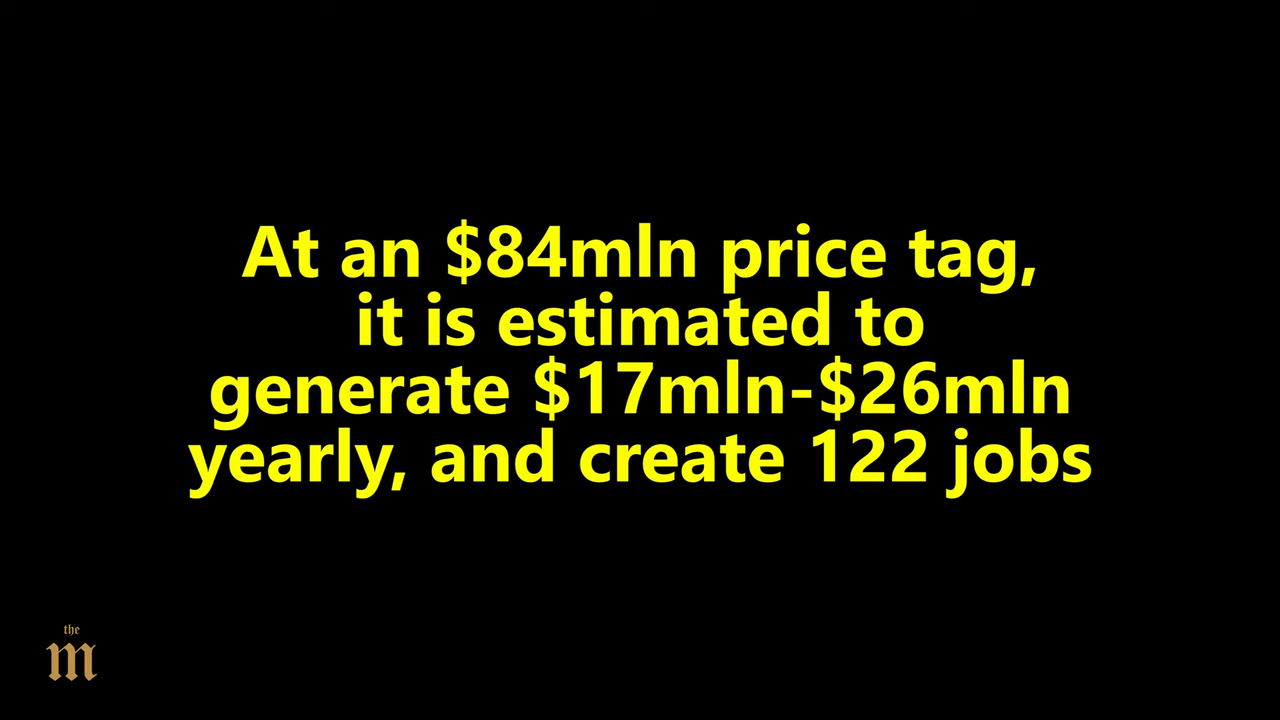 At an $84mln price tag,
it is estimated to
generate $17mln-$26mln
yearly, and create 122 jobs
the
m